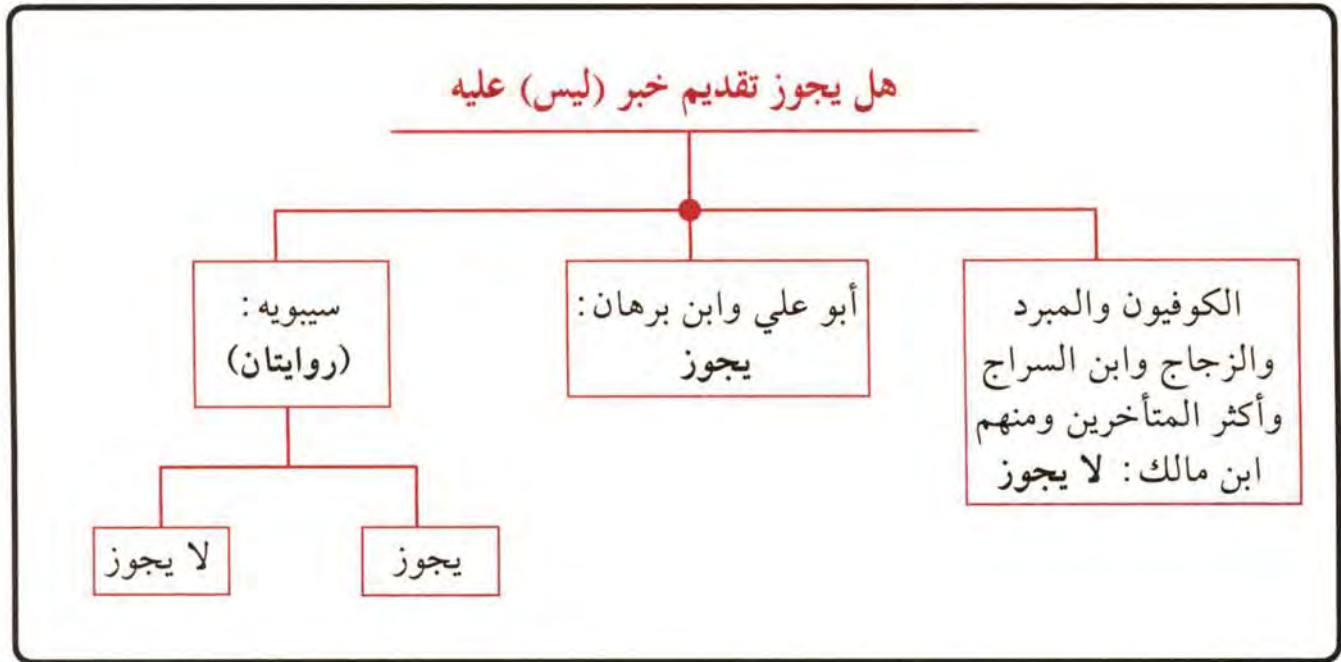 هل يجوز تقديم خبر (ليس) عليه
الكوفيون والمبرد
والزجاج وابن السراج
وأكثر المتأخرين ومنهم
ابن مالك: لا يجوز
أبو علي وابن برهان:
يجوز
سيبويه:
(روايتان)
يجوز
لا يجوز